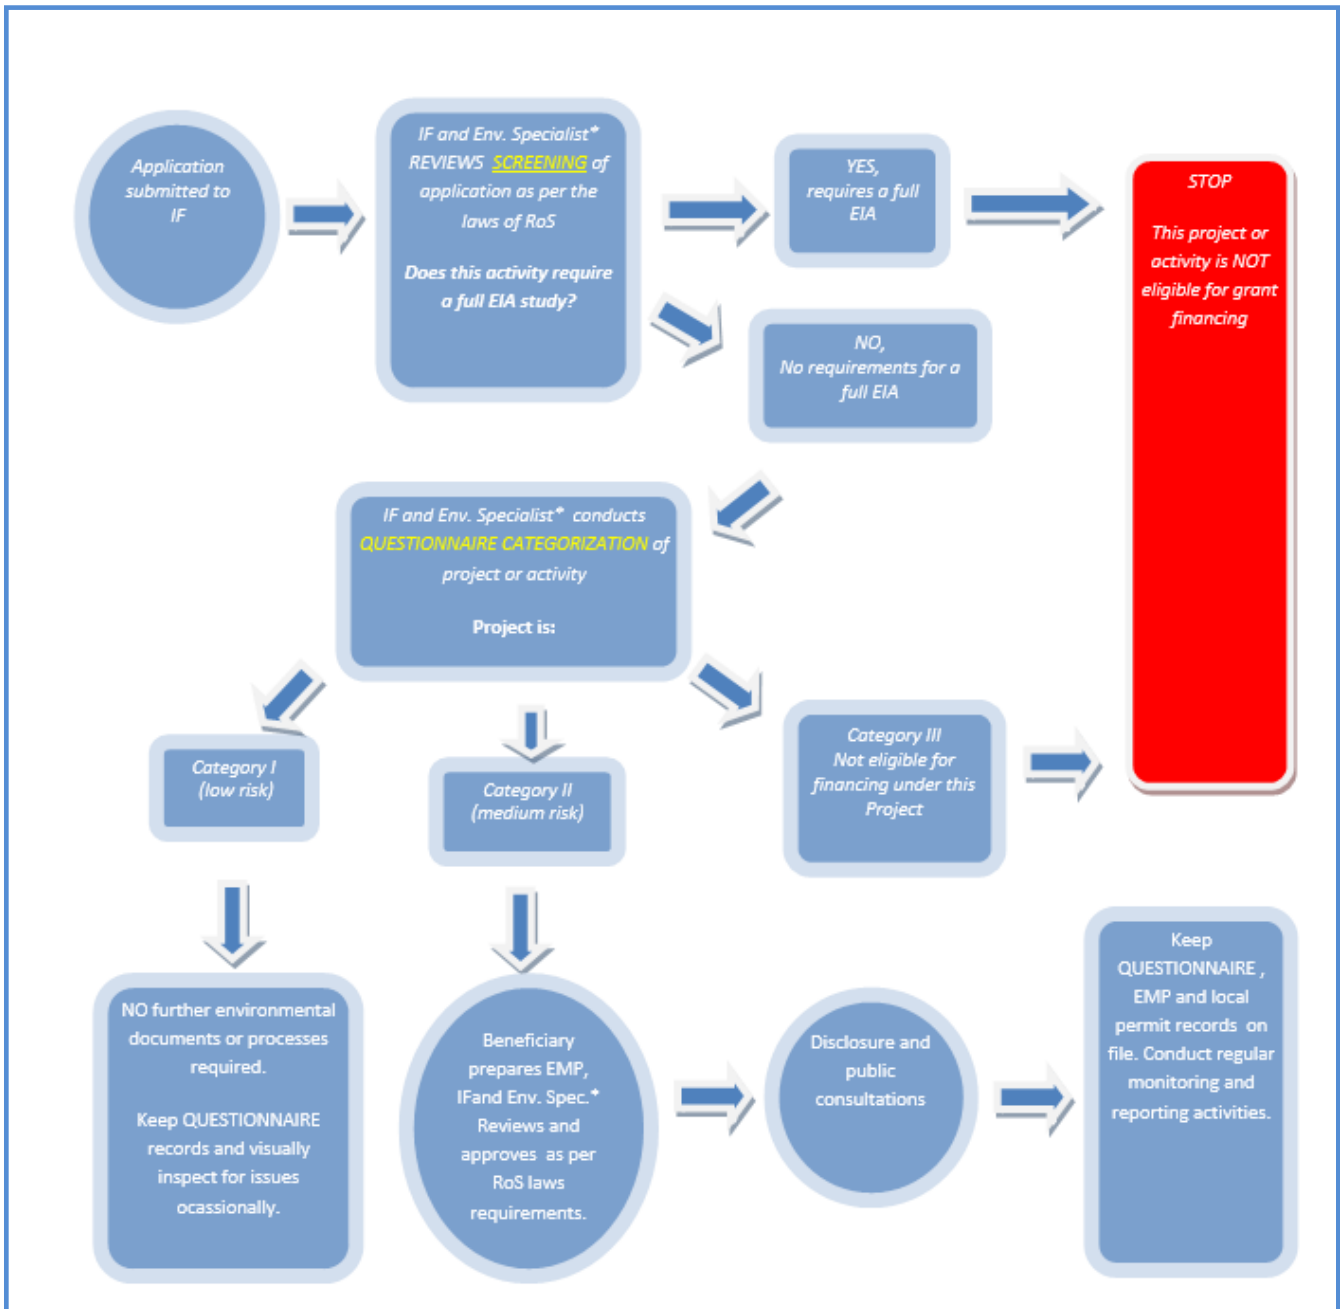 Application
submitted to
IF
IF and Env. Specialist*
REVIEWS SCREENING of
application as per the
laws of RoS
Does this activity require
a full EIA study?
YES,
requires a full
EIA
STOP
This project or
activity is NOT
eligible for grant
financing
NO,
No requirements for a
full EIA
IF and Env. Specialist* conducts
QUESTIONNAIRE CATEGORIZATION of
project or activity
Project is:
Category I
(low risk)
Category II
(medium risk)
Category III
Not eligible for
financing under this
Project
NO further environmental
documents or processes
required.
Keep QUESTIONNAIRE
records and visually
inspect for issues
ocassionally.
Beneficiary
prepares EMP,
IFand Env. Spec.*
Reviews and
approves as per
RoS laws
requirements.
Disclosure and
public
consultations
Keep
QUESTIONNAIRE ,
EMP and local
permit records on
file. Conduct regular
monitoring and
reporting activities.